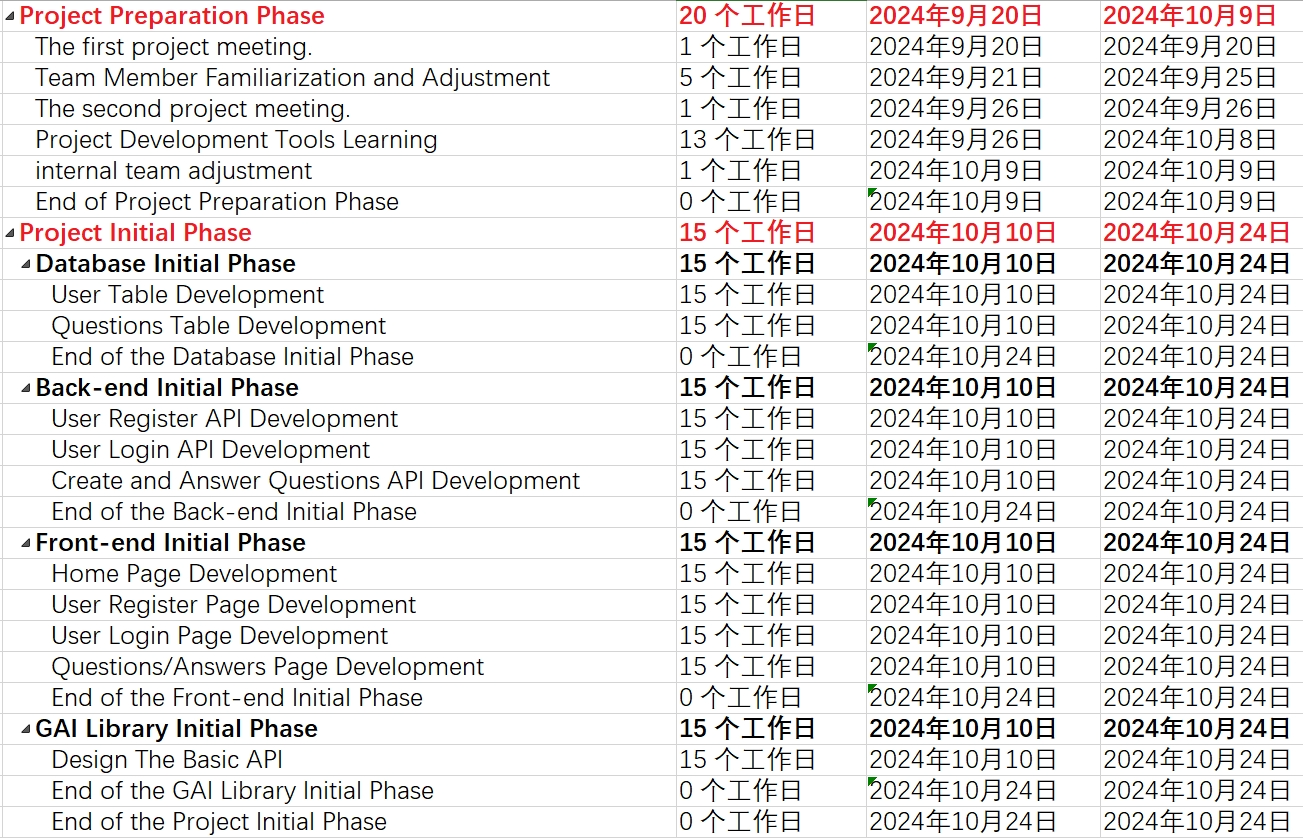 Project Preparation Phase 20 个工作日 2024年9月20日 2024年10月9日
The first project meeting. 1 个工作日 2024年9月20日 2024年9月20日
Team Member Familiarization and Adjustment 5 个工作日 2024年9月21日 2024年9月25日
The second project meeting. 1 个工作日 2024年9月26日 2024年9月26日
Project Development Tools Learning 13 个工作日 2024年9月26日 2024年10月8日
internal team adjustment 1 个工作日 2024年10月9日 2024年10月9日
End of Project Preparation Phase 0 个工作日 2024年10月9日 2024年10月9日
Project Initial Phase 15 个工作日 2024年10月10日 2024年10月24日
Database Initial Phase 15 个工作日 2024年10月10日 2024年10月24日
User Table Development 15 个工作日 2024年10月10日 2024年10月24日
Questions Table Development 15 个工作日 2024年10月10日 2024年10月24日
End of the Database Initial Phase 0 个工作日 2024年10月24日 2024年10月24日
Back-end Initial Phase 15 个工作日 2024年10月10日 2024年10月24日
User Register API Development 15 个工作日 2024年10月10日 2024年10月24日
User Login API Development 15 个工作日 2024年10月10日 2024年10月24日
Create and Answer Questions API Development 15 个工作日 2024年10月10日 2024年10月24日
End of the Back-end Initial Phase 0 个工作日 2024年10月24日 2024年10月24日
Front-end Initial Phase 15 个工作日 2024年10月10日 2024年10月24日
Home Page Development 15 个工作日 2024年10月10日 2024年10月24日
User Register Page Development 15 个工作日 2024年10月10日 2024年10月24日
User Login Page Development 15 个工作日 2024年10月10日 2024年10月24日
Questions/Answers Page Development 15 个工作日 2024年10月10日 2024年10月24日
End of the Front-end Initial Phase 0 个工作日 2024年10月24日 2024年10月24日
GAI Library Initial Phase 15 个工作日 2024年10月10日 2024年10月24日
Design The Basic API 15 个工作日 2024年10月10日 2024年10月24日
End of the GAI Library Initial Phase 0 个工作日 2024年10月24日 2024年10月24日
End of the Project Initial Phase 0 个工作日 2024年10月24日 2024年10月24日